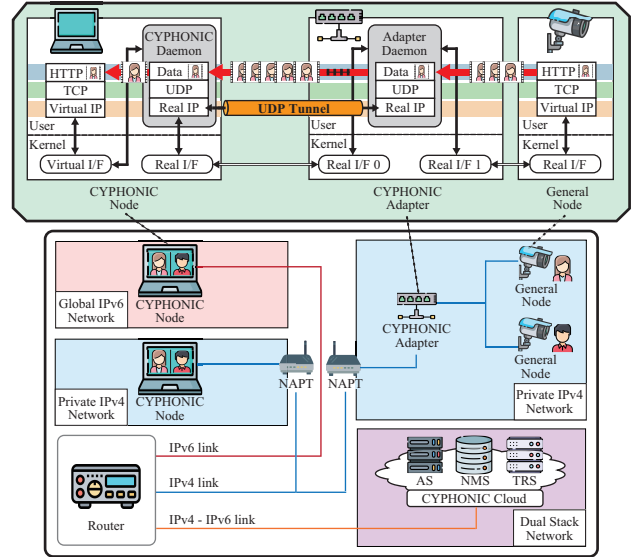 CYPHONIC
Daemon
Adapter
Daemon
HTTP
Data
Data
HTTP
TCP
UDP
UDP
TCP
Virtual IP
Real IP
UDP Tunnel
Real IP
Virtual IP
User
User
User
Kernel
Kernel
Kernel
Virtual I/F
Real I/F
Real I/F 0
Real I/F 1
Real I/F
CYPHONIC
Node
CYPHONIC
Adapter
General
Node
Global IPv6
Network
CYPHONIC
Node
General
Node
CYPHONIC
Adapter
General
Node
Private IPv4
Network
CYPHONIC
Node
NAPT
NAPT
Private IPv4
Network
Router
IPv6 link
IPv4 link
IPv4 - IPv6 link
AS
NMS
TRS
CYPHONIC Cloud
Dual Stack
Network